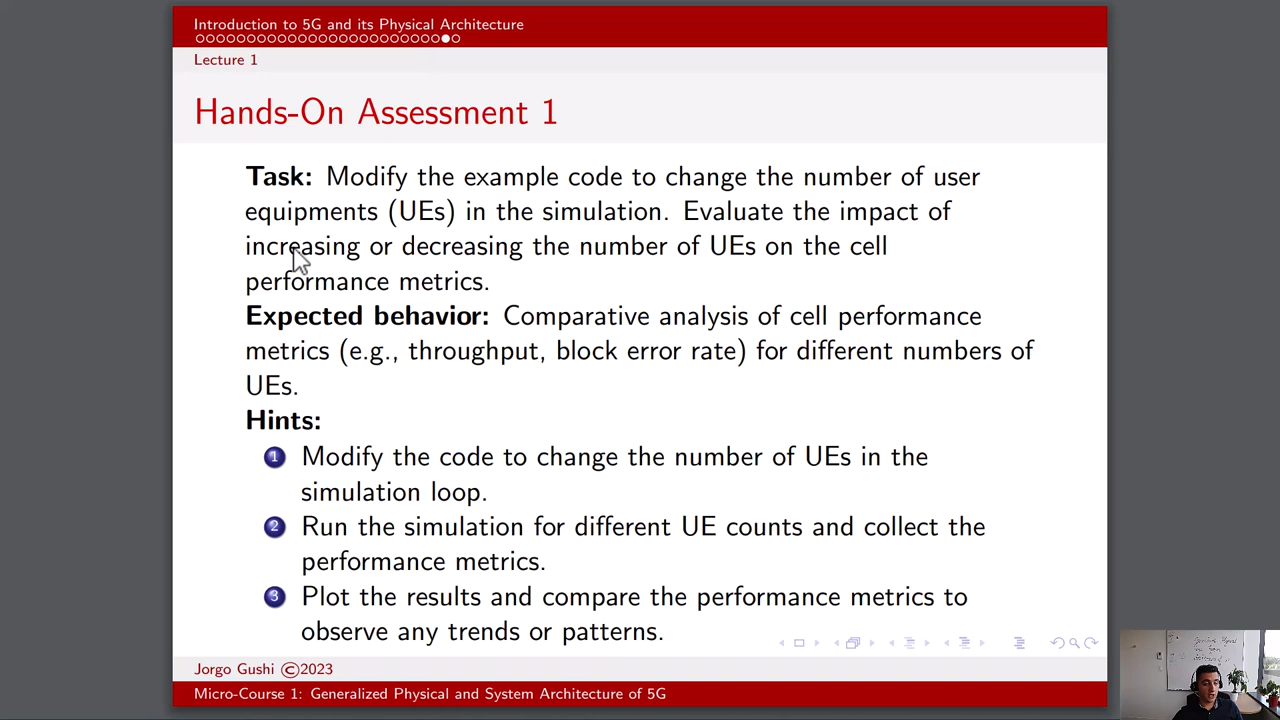 Introduction to 5G and its Physical Architecture
Lecture 1
Hands-On Assessment 1
Task: Modify the example code to change the number of user
equipments (UEs) in the simulation. Evaluate the impact of
increasing or decreasing the number of UEs on the cell
performance metrics.
Expected behavior: Comparative analysis of cell performance
metrics (e.g., throughput, block error rate) for different numbers of
UEs.
Hints:
1 Modify the code to change the number of UEs in the
simulation loop.
2 Run the simulation for different UE counts and collect the
performance metrics.
3 Plot the results and compare the performance metrics to
observe any trends or patterns.
Jorgo Gushi ©2023
Micro-Course 1: Generalized Physical and System Architecture of 5G